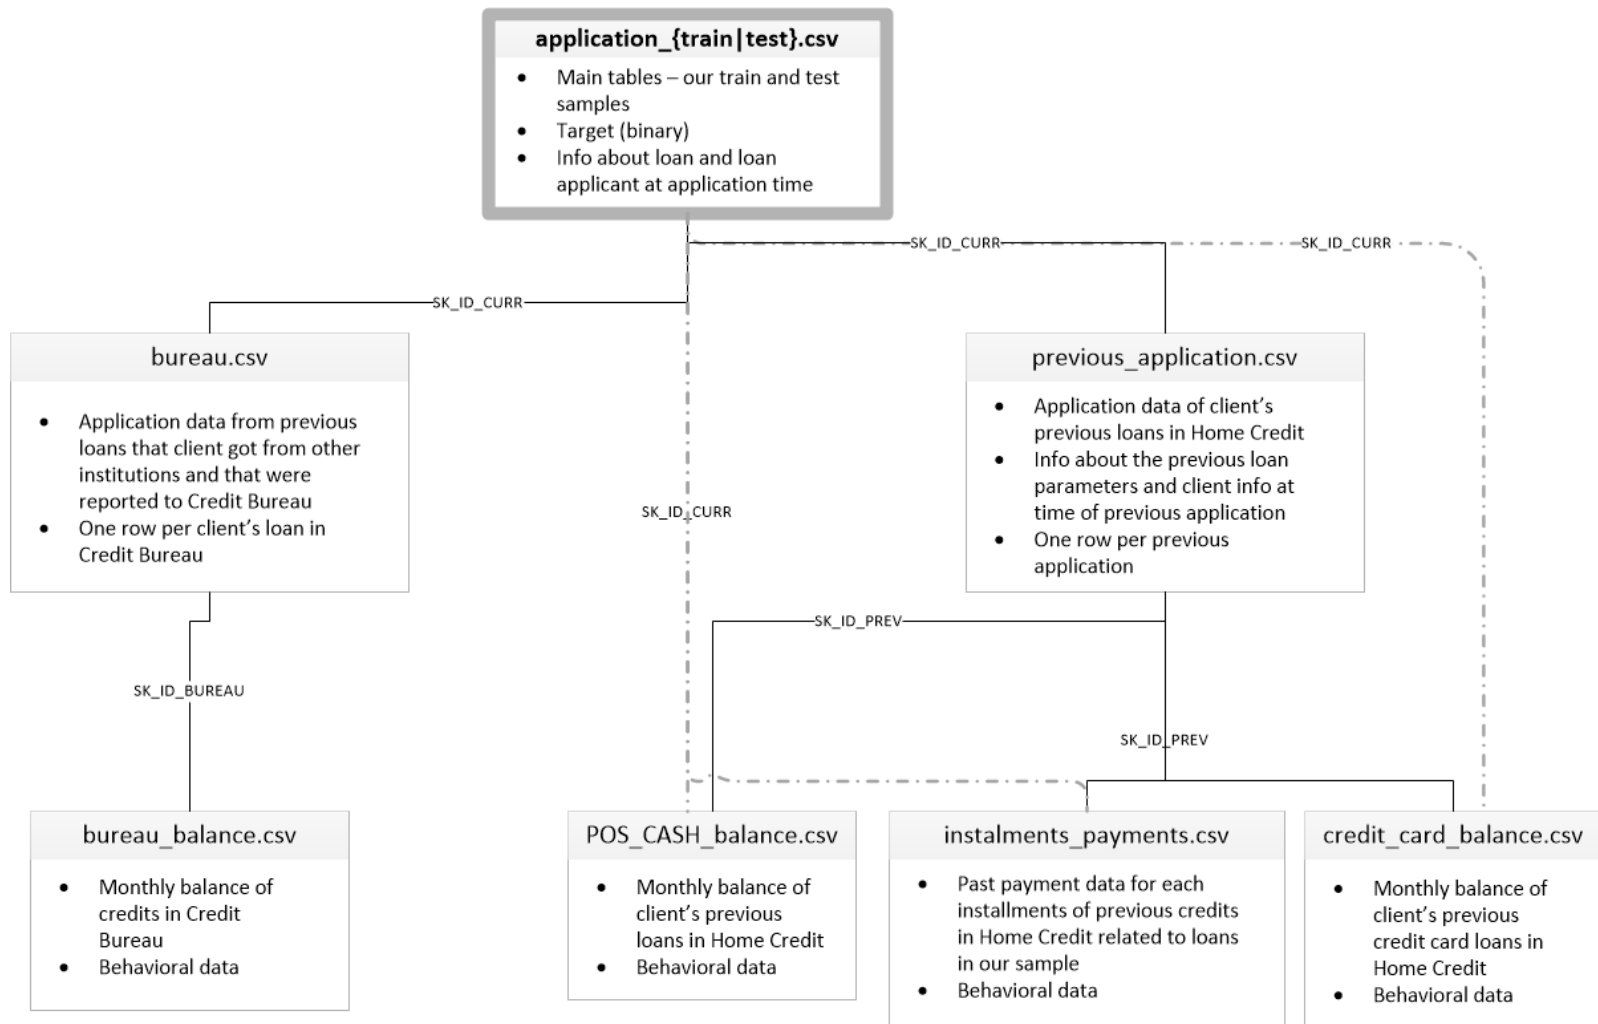 application_{train|test}.csv
• Main tables – our train and test
samples
• Target (binary)
• Info about loan and loan
applicant at application time
SK_ID_CURR
SK_ID_CURR
SK_ID_CURR
bureau.csv
• Application data from previous
loans that client got from other
institutions and that were
reported to Credit Bureau
• One row per client’s loan in
Credit Bureau
previous_application.csv
• Application data of client’s
previous loans in Home Credit
• Info about the previous loan
parameters and client info at
time of previous application
• One row per previous
application
SK_ID_CURR
SK_ID_PREV
SK_ID_BUREAU
SK_ID_PREV
bureau_balance.csv
• Monthly balance of
credits in Credit
Bureau
• Behavioral data
POS_CASH_balance.csv
• Monthly balance of
client’s previous
loans in Home Credit
• Behavioral data
instalments_payments.csv
• Past payment data for each
installments of previous credits
in Home Credit related to loans
in our sample
• Behavioral data
credit_card_balance.csv
• Monthly balance of
client’s previous
credit card loans in
Home Credit
• Behavioral data